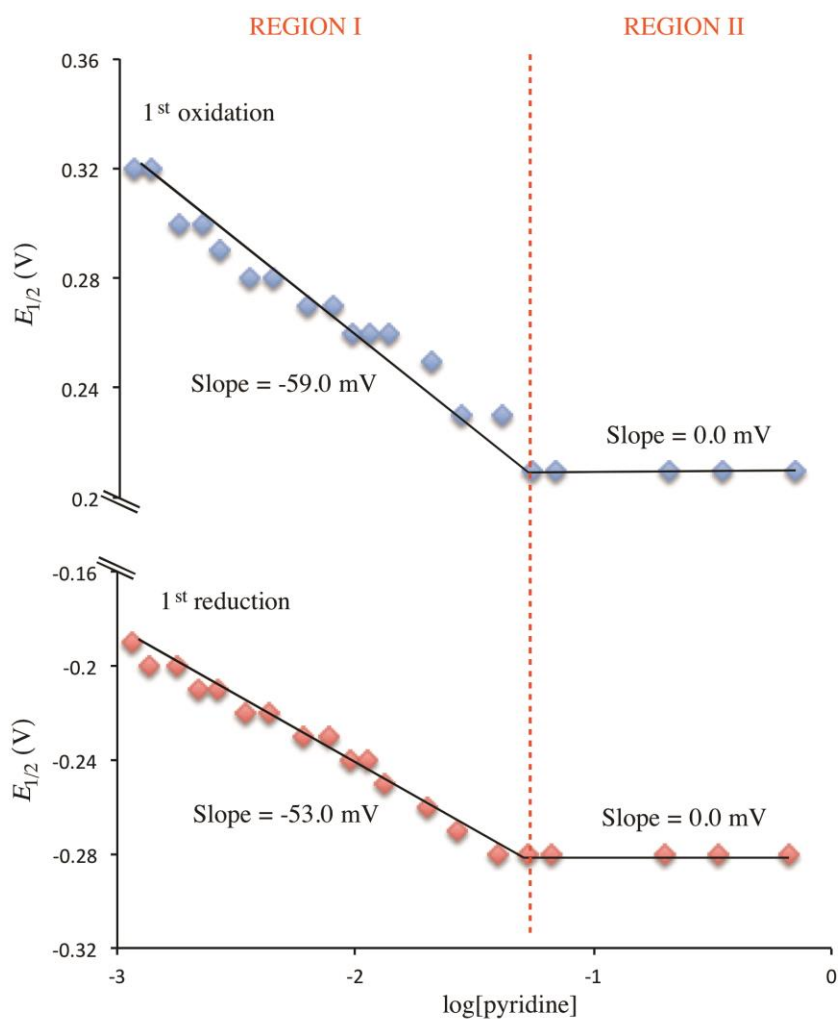 REGION I REGION II
0.36
1st oxidation
0.32
0.28
E1/2 (V)
0.24
Slope = -59.0 mV
Slope = 0.0 mV
0.2
-0.16
1st reduction
-0.2
E1/2 (V)
-0.24
Slope = -53.0 mV
Slope = 0.0 mV
-0.28
-0.32
-3 -2 -1 0
log[pyridine]